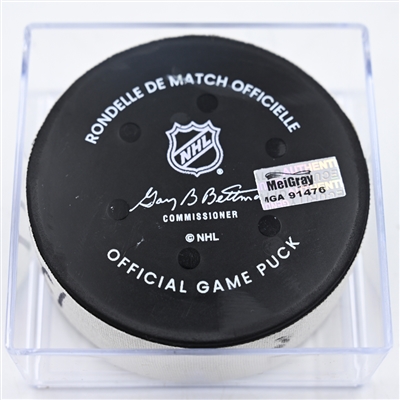 RONDELLE DE MATCH OFFICIELLE
NHL
Gary B Bettman
COMMISSIONER
© NHL
OFFICIAL GAME PUCK
MeiGray
MGA 91476